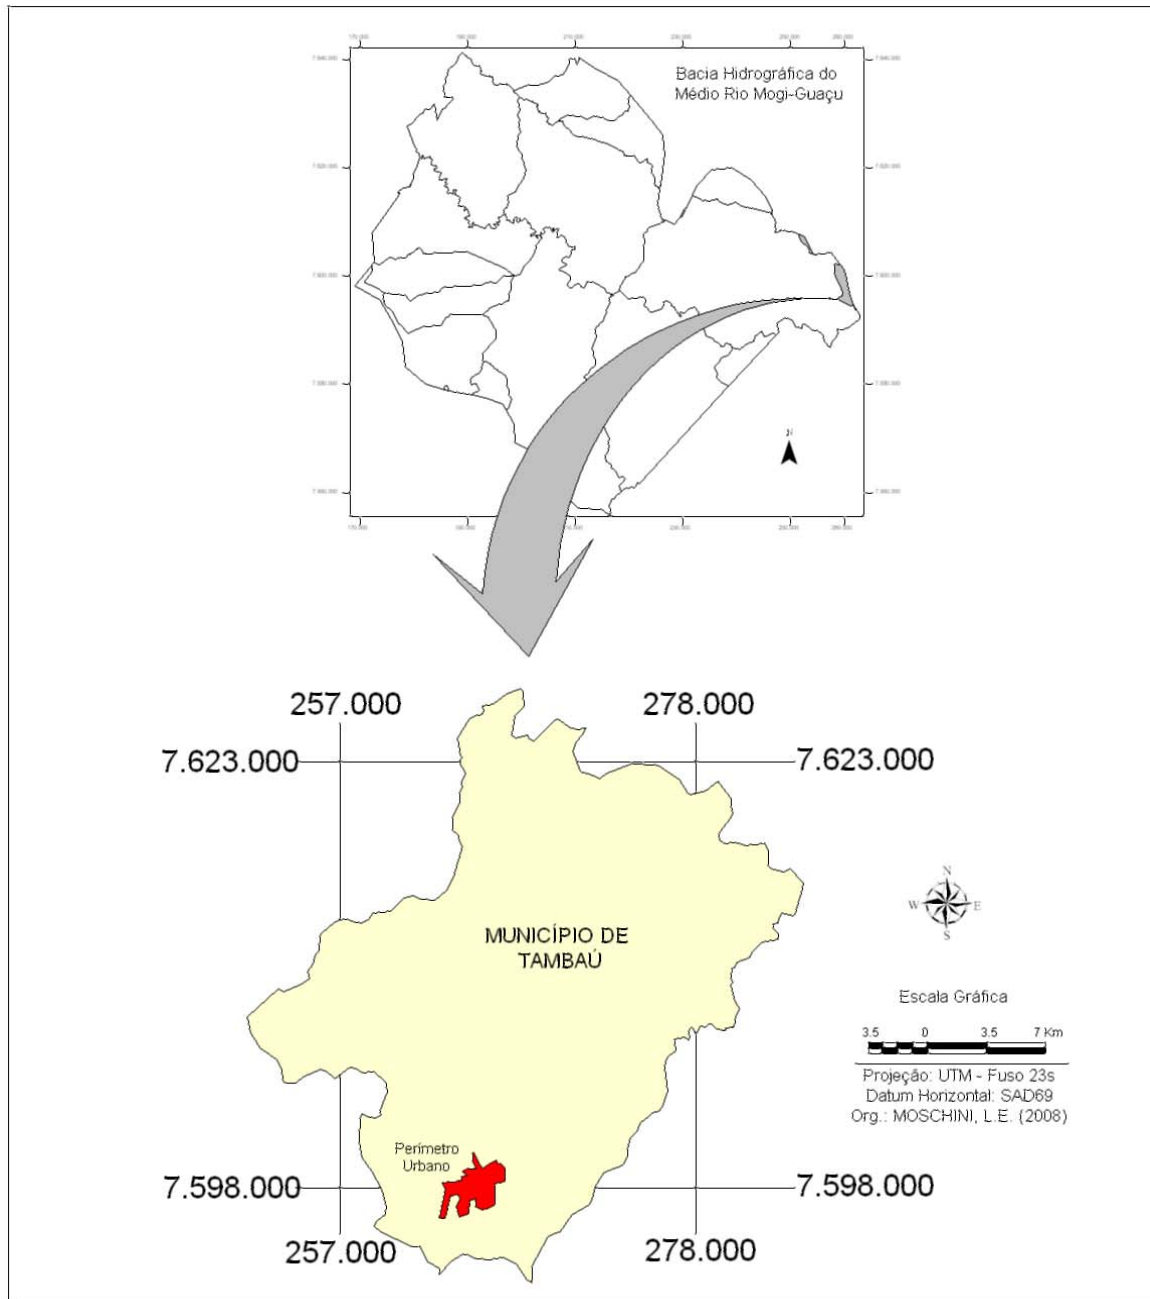 Bacia Hidrográfica do
Médio Rio Mogi-Guaçu
N
257.000
278.000
7.623.000
7.623.000
MUNICÍPIO DE
TAMBAÚ
N
W
E
S
Escala Gráfica
3.5 0 3.5 7 Km
Projeção: UTM - Fuso 23s
Datum Horizontal: SAD69
Org.: MOSCHINI, L.E. (2008)
Perímetro
Urbano
7.598.000
7.598.000
257.000
278.000